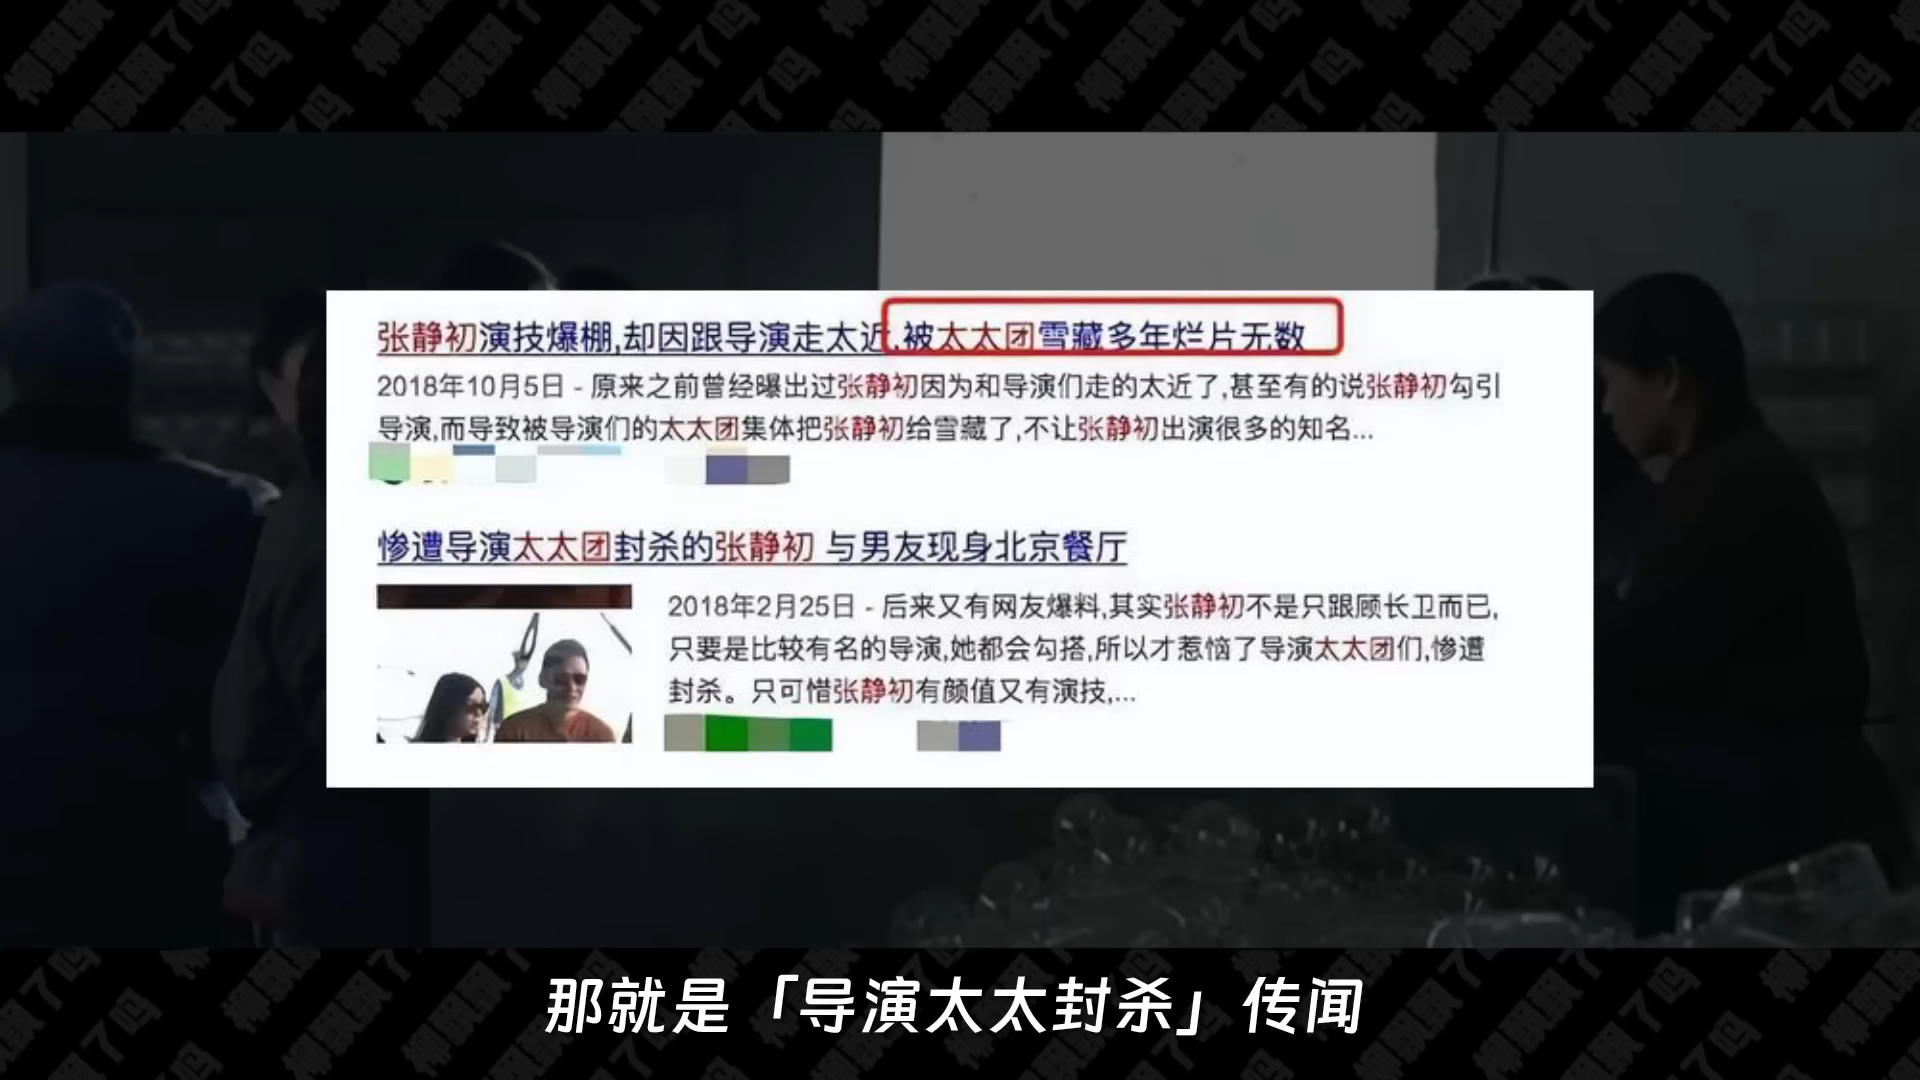 张静初演技爆棚,却因跟导演走太近,被太太团雪藏多年烂片无数
2018年10月5日 - 原来之前曾经曝出过张静初因为和导演们走的太近了,甚至有的说张静初勾引
导演,而导致被导演们的太太团集体把张静初给雪藏了,不让张静初出演很多的知名...
惨遭导演太太团封杀的张静初 与男友现身北京餐厅
2018年2月25日 - 后来又有网友爆料,其实张静初不是只跟顾长卫而已,
只要是比较有名的导演,她都会勾搭,所以才惹恼了导演太太团们,惨遭
封杀。只可惜张静初有颜值又有演技,...
那就是「导演太太封杀」传闻